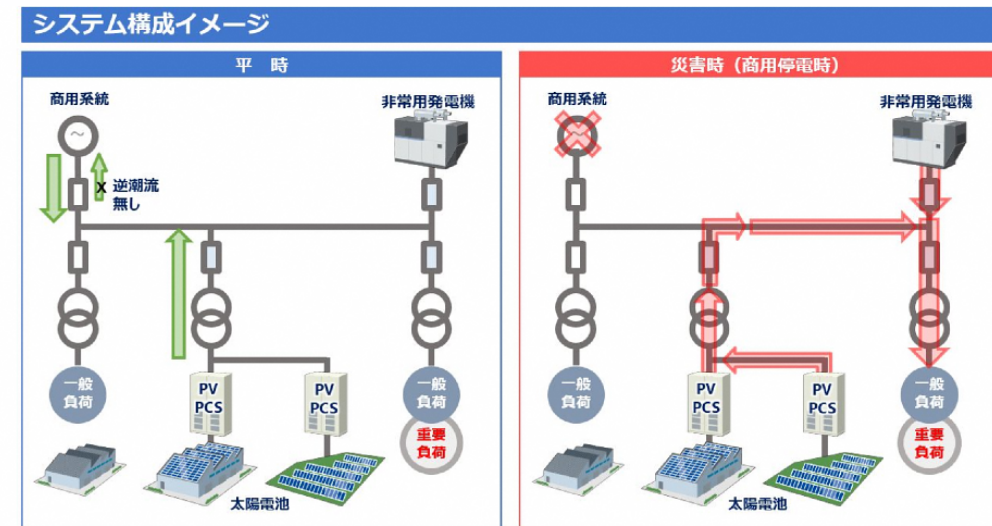 システム構成イメージ
平 時
商用系統
非常用発電機
～
x 逆潮流
無し
一般
負荷
PV
PCS
PV
PCS
一般
負荷
重要
負荷
太陽電池
災害時（商用停電時）
商用系統
非常用発電機
～
一般
負荷
PV
PCS
PV
PCS
一般
負荷
重要
負荷
太陽電池